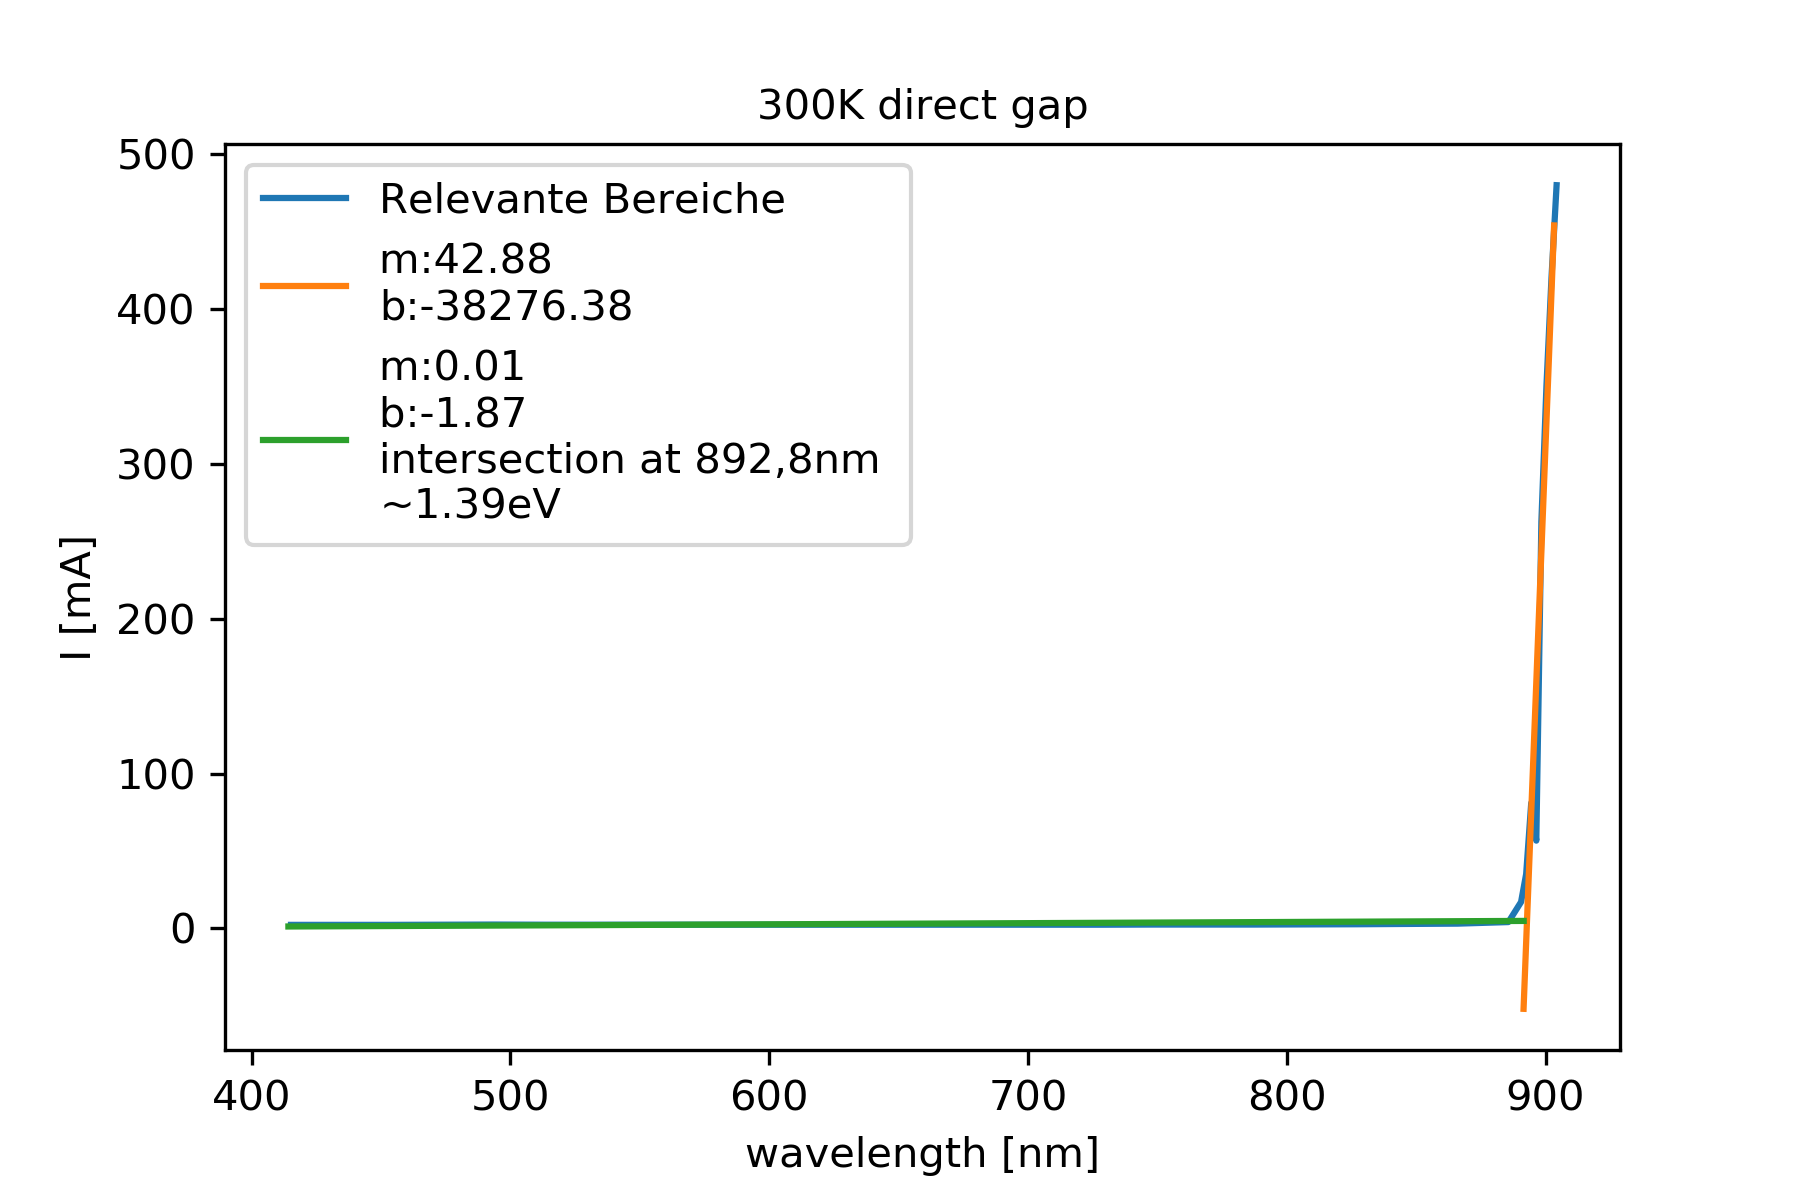 300K direct gap
500
400
300
200
100
0
I [mA]
Relevante Bereiche
m:42.88
b:-38276.38
m:0.01
b:-1.87
intersection at 892,8nm
~1.39eV
400 500 600 700 800 900
wavelength [nm]